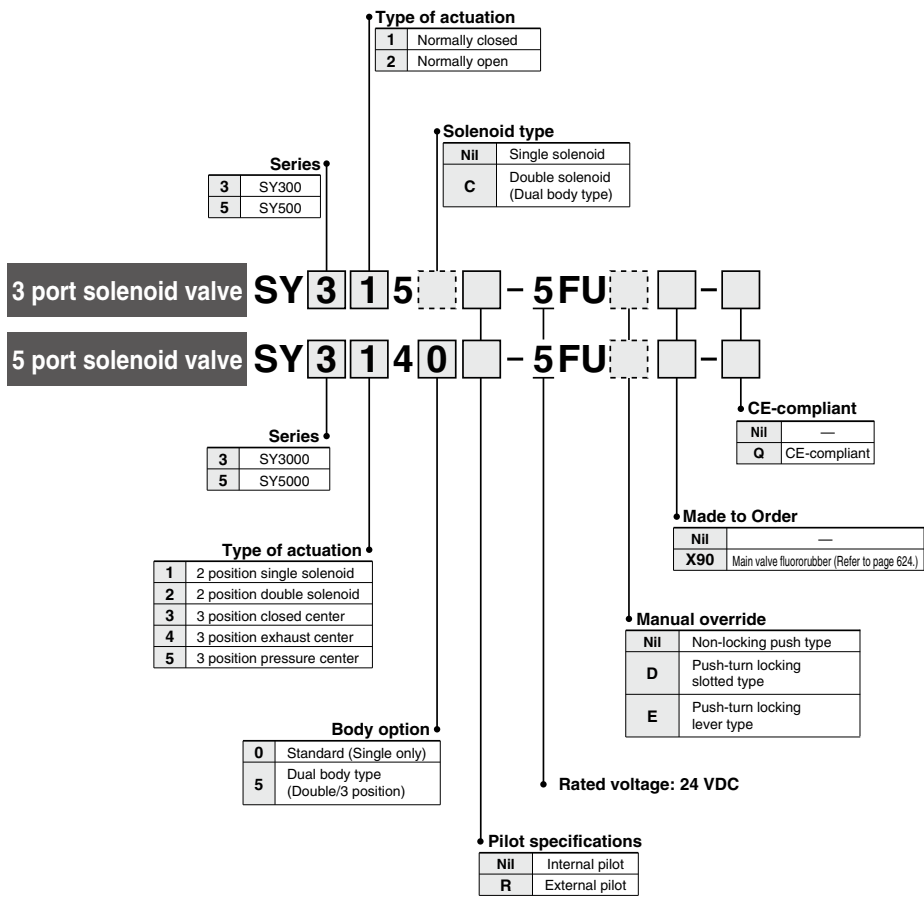 Type of actuation
1 Normally closed
2 Normally open
Solenoid type
Nil Single solenoid
C Double solenoid
(Dual body type)
Series
3 SY300
5 SY500
3 port solenoid valve SY 3 1 5 – 5 FU –
5 port solenoid valve SY 3 1 4 0 – 5 FU –
CE-compliant
Nil —
Q CE-compliant
Series
3 SY3000
5 SY5000
Made to Order
Nil —
X90 Main valve fluororubber (Refer to page 624.)
Type of actuation
1 2 position single solenoid
2 2 position double solenoid
3 3 position closed center
4 3 position exhaust center
5 3 position pressure center
Manual override
Nil Non-locking push type
D Push-turn locking
slotted type
E Push-turn locking
lever type
Body option
0 Standard (Single only)
5 Dual body type
(Double/3 position)
Rated voltage: 24 VDC
Pilot specifications
Nil Internal pilot
R External pilot